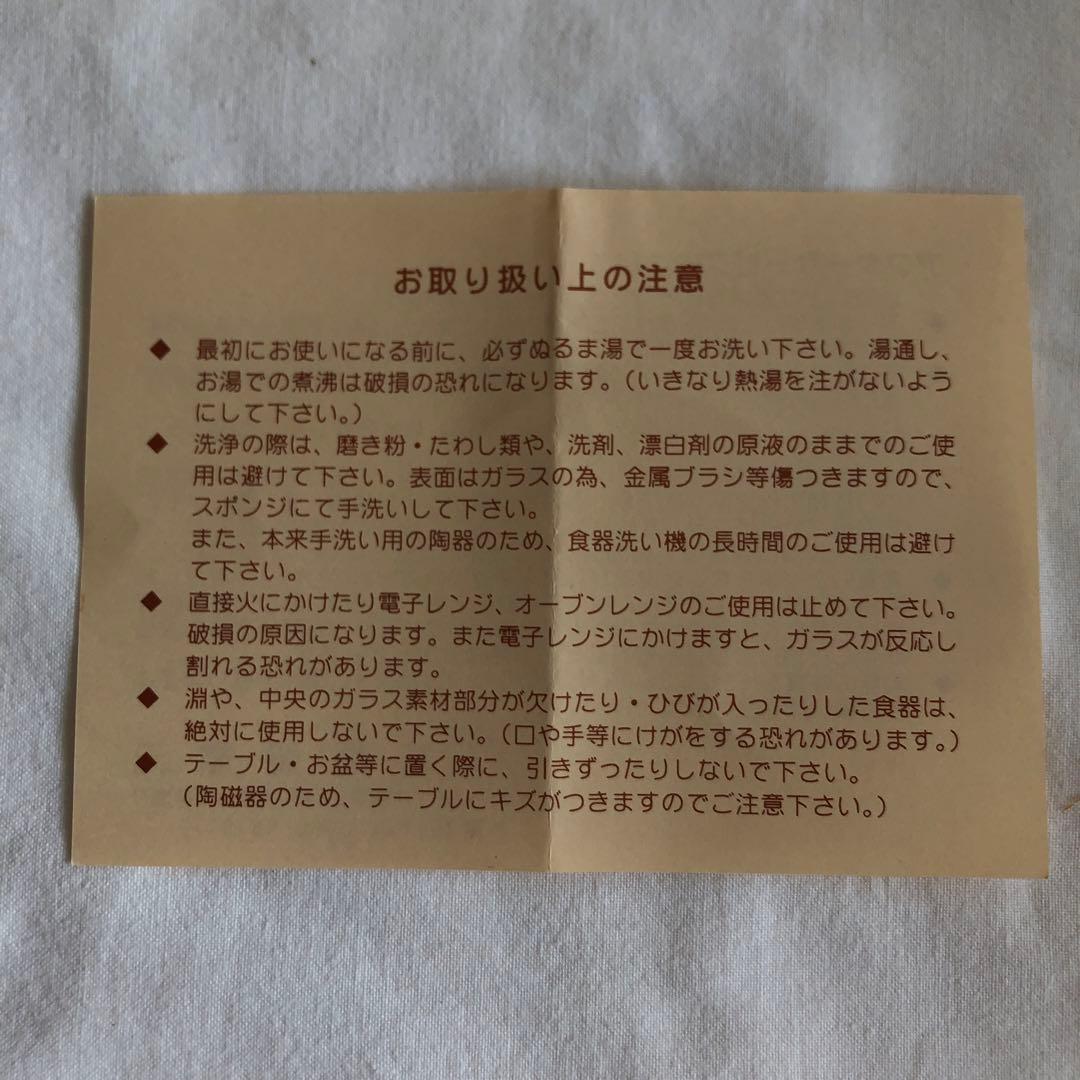 お取り扱い上の注意
◆ 最初にお使いになる前に、必ずぬるま湯で一度お洗い下さい。湯通し、
お湯での煮沸は破損の恐れになります。（いきなり熱湯を注がないよう
にして下さい。）
◆ 洗浄の際は、磨き粉・たわし類や、洗剤、漂白剤の原液のままでのご使
用は避けて下さい。表面はガラスの為、金属ブラシ等傷つきますので、
スポンジにて手洗いして下さい。
また、本来手洗い用の陶器のため、食器洗い機の長時間のご使用は避け
て下さい。
◆ 直接火にかけたり電子レンジ、オーブンレンジのご使用は止めて下さい。
破損の原因になります。また電子レンジにかけますと、ガラスが反応し
割れる恐れがあります。
◆ 淵や、中央のガラス素材部分が欠けたり・ひびが入ったりした食器は、
絶対に使用しないで下さい。（口や手等にけがをする恐れがあります。）
◆ テーブル・お盆等に置く際に、引きずったりしないで下さい。
（陶磁器のため、テーブルにキズがつきますのでご注意下さい。）